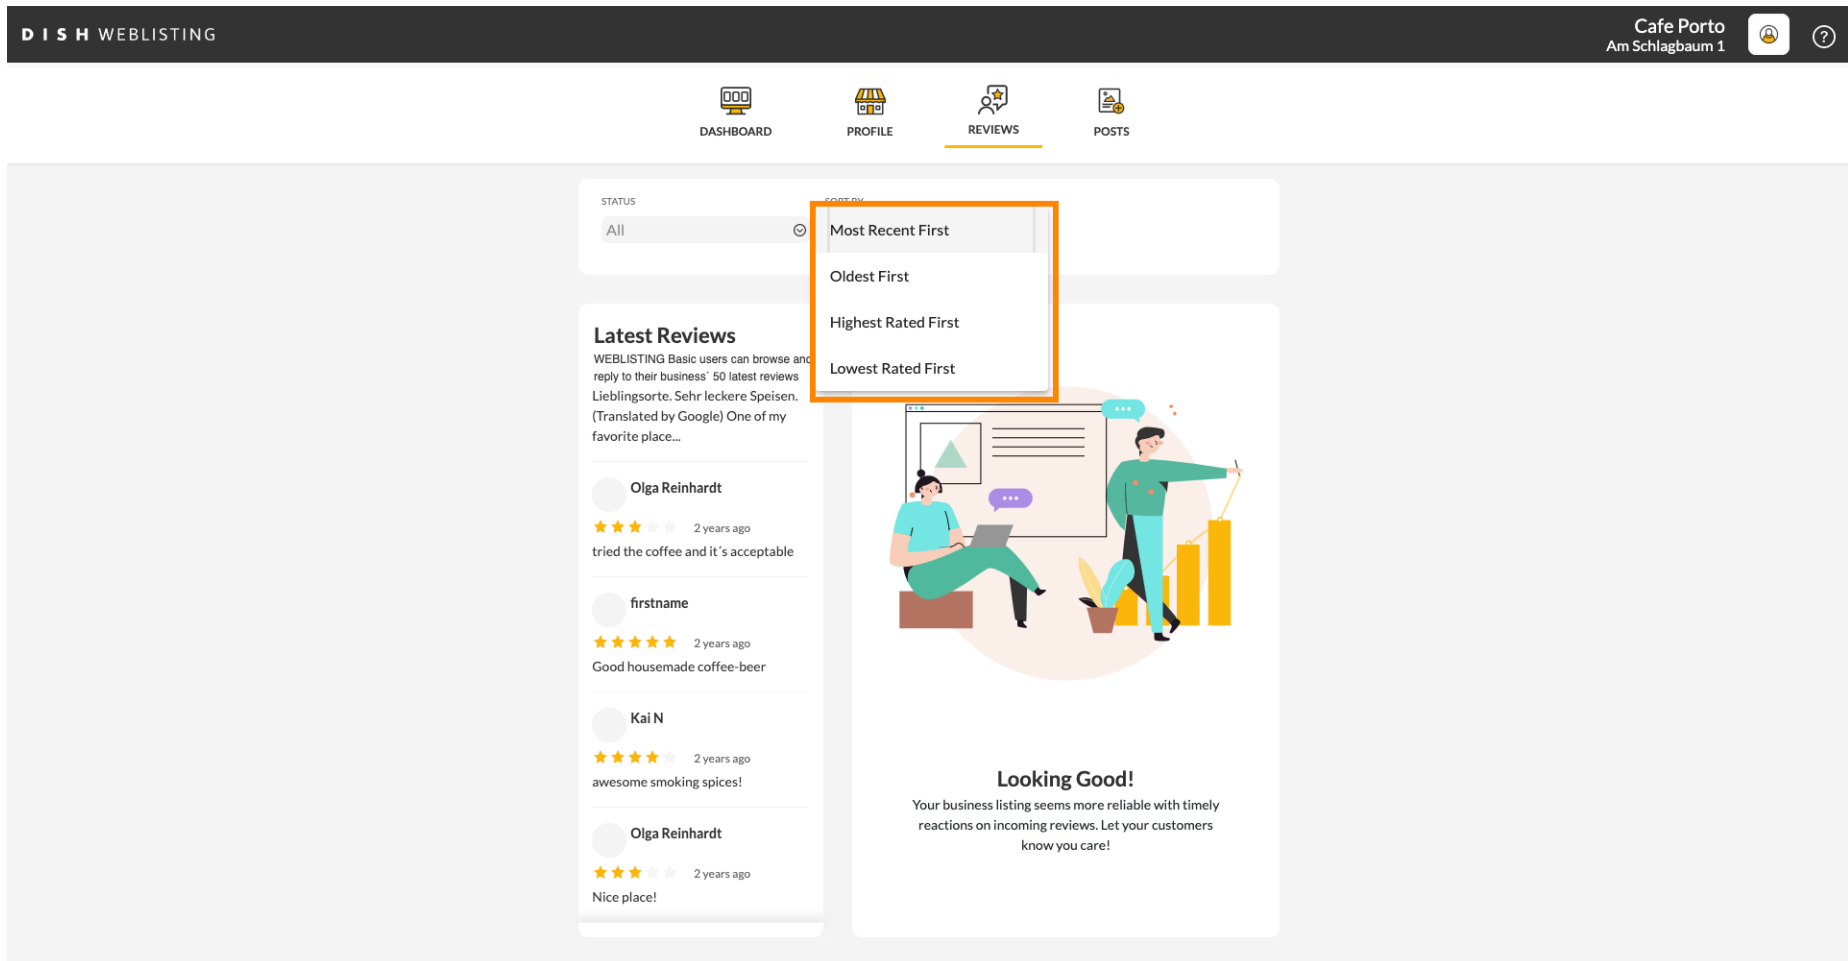 DISH WEBLISTING
Cafe Porto
Am Schlagbaum 1
DASHBOARD
PROFILE
REVIEWS
POSTS
STATUS
All
SORT BY
Most Recent First
Oldest First
Highest Rated First
Lowest Rated First
Latest Reviews
WEBLISTING Basic users can browse and
reply to their business´ 50 latest reviews
Lieblingsorte. Sehr leckere Speisen.
(Translated by Google) One of my
favorite place...
Olga Reinhardt
2 years ago
tried the coffee and it´s acceptable
firstname
2 years ago
Good housemade coffee-beer
Kai N
2 years ago
awesome smoking spices!
Olga Reinhardt
2 years ago
Nice place!
Looking Good!
Your business listing seems more reliable with timely
reactions on incoming reviews. Let your customers
know you care!